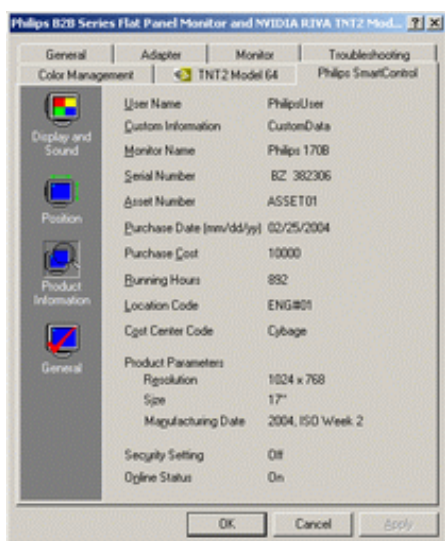 Philips B2B Series Flat Panel Monitor and NVIDIA RIVA TNT2 Mod...
General Adapter Monitor Troubleshooting
Color Management TNT2 Model 64 Philips SmartControl
Display and Sound
Position
Product Information
General
User Name PhilipsUser
Custom Information CustomData
Monitor Name Philips 170B
Serial Number BZ 382306
Asset Number ASSET01
Purchase Date (mm/dd/yy) 02/25/2004
Purchase Cost 10000
Running Hours 892
Location Code ENG#01
Cost Center Code Cybage
Product Parameters
Resolution 1024 x 768
Size 17"
Manufacturing Date 2004, ISO Week 2
Security Setting Off
Online Status On
OK Cancel Apply